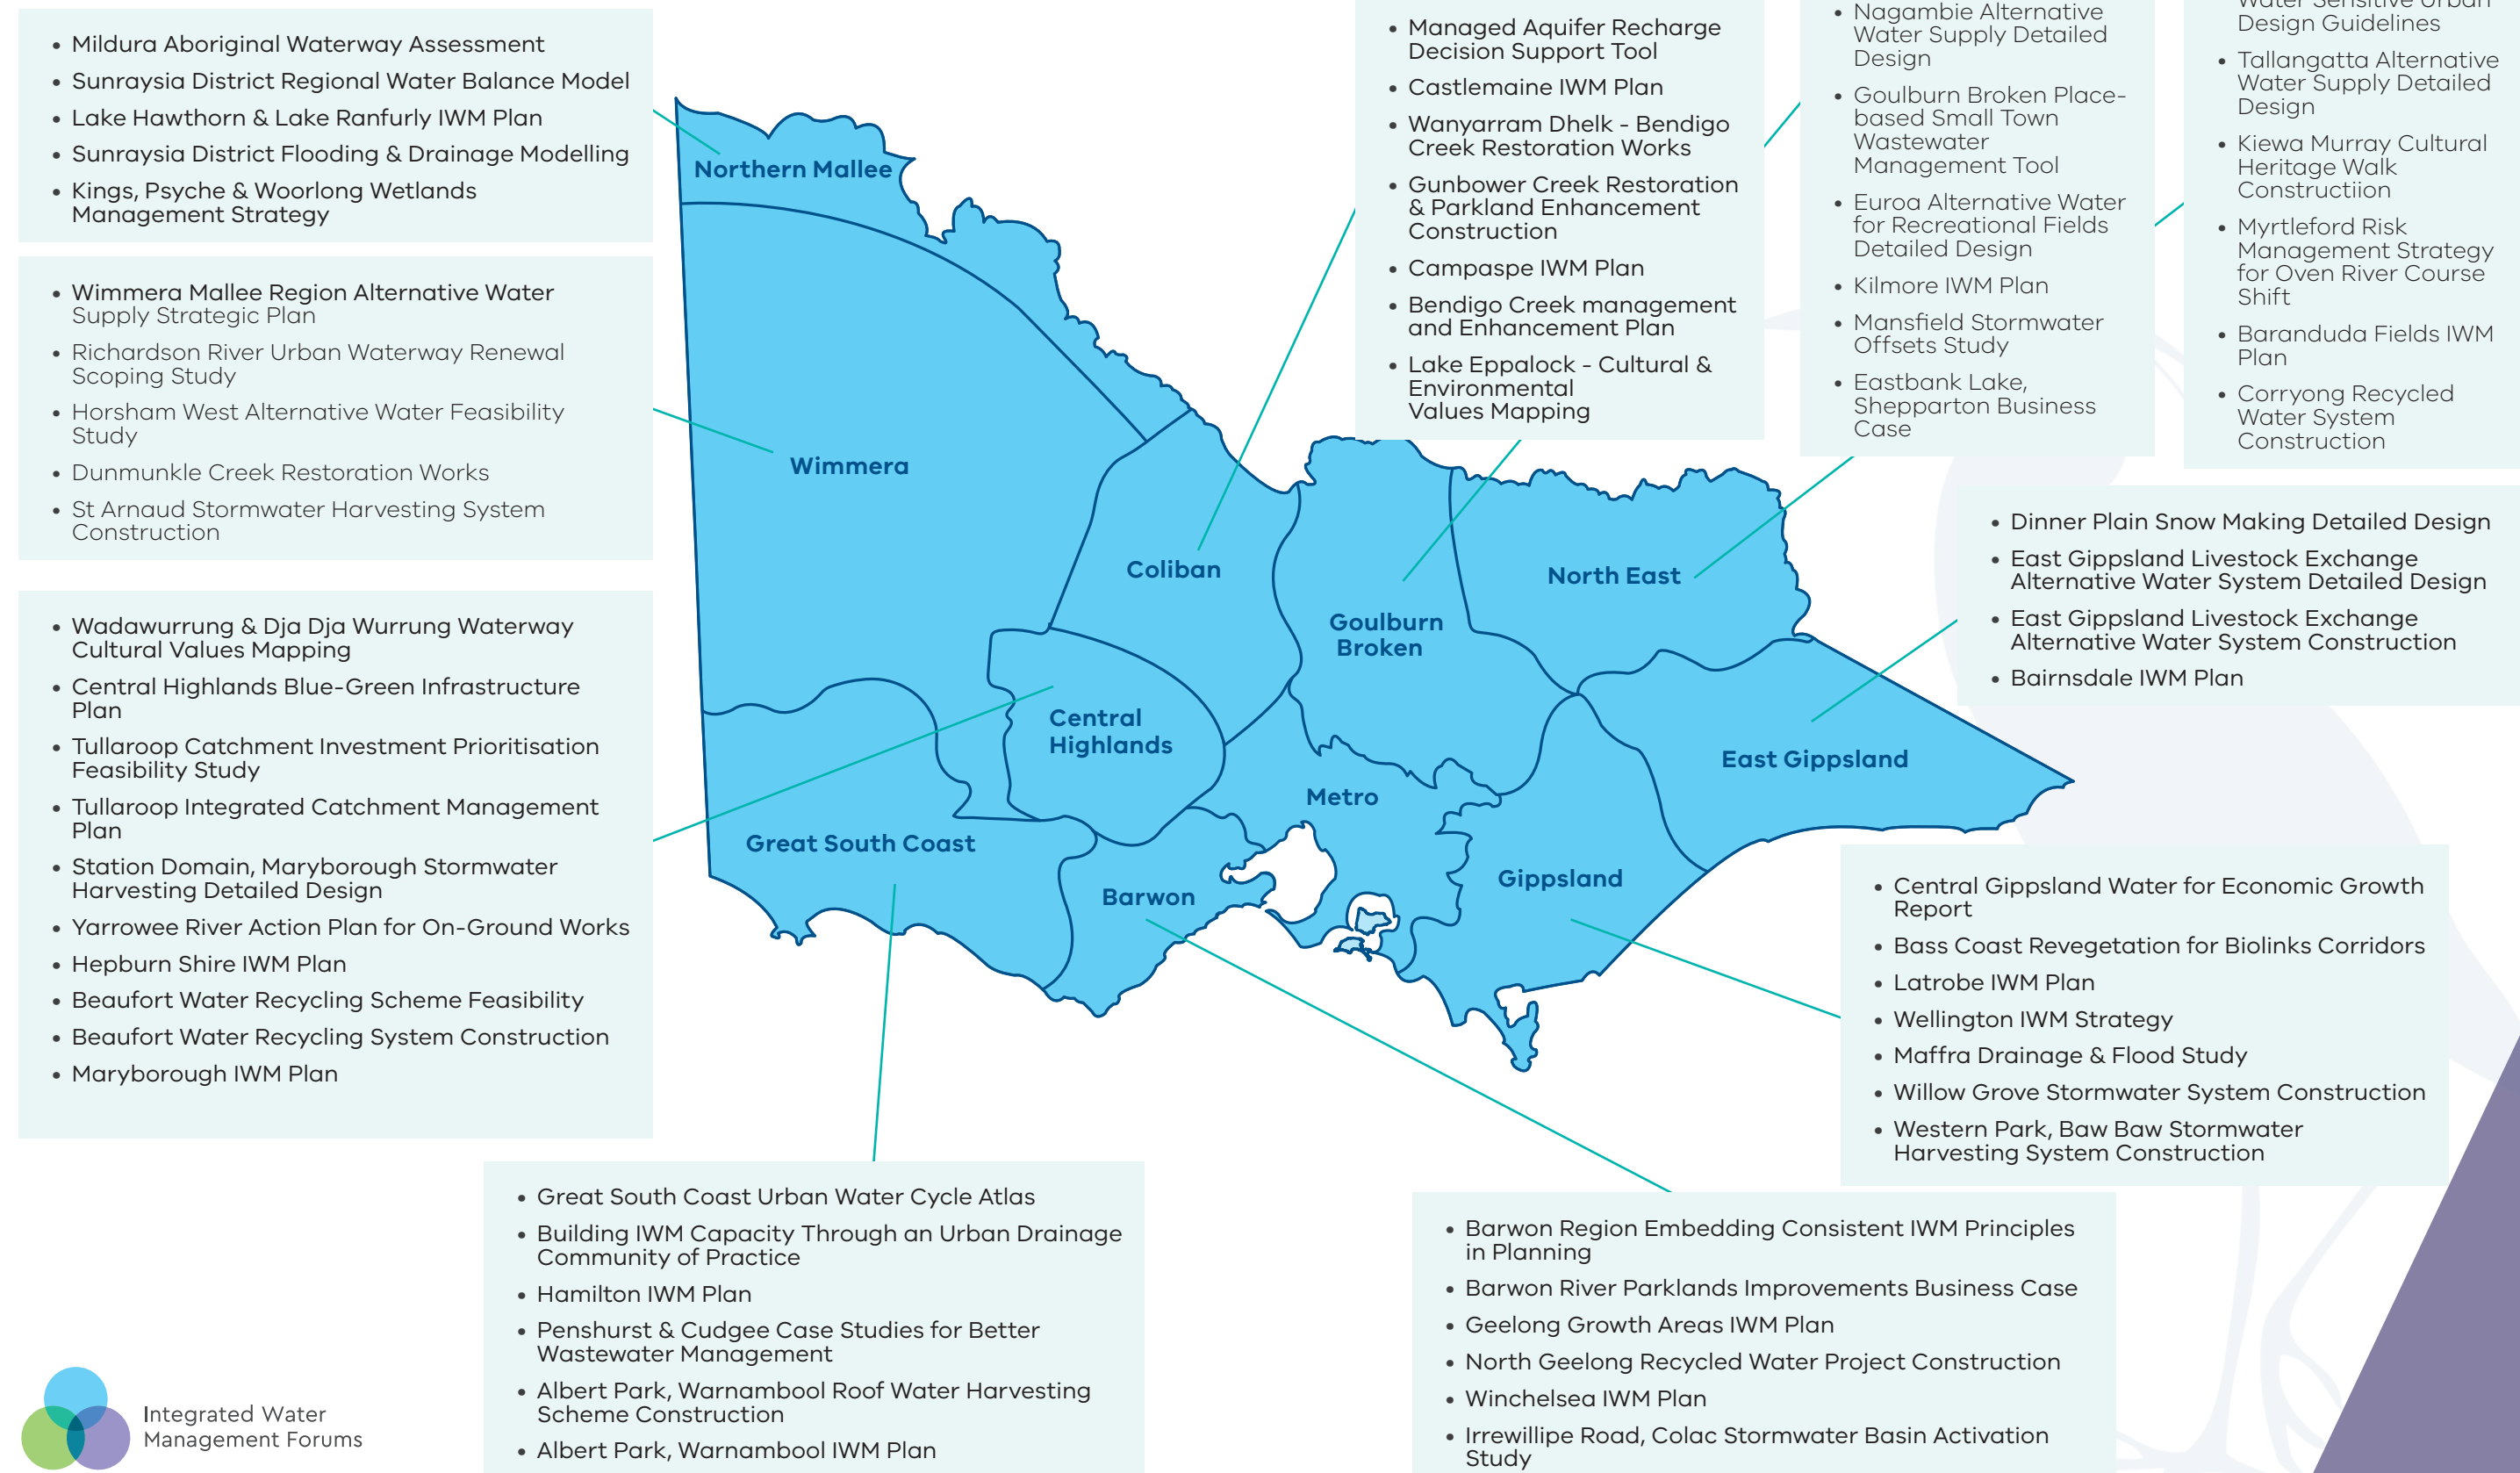 Mildura Aboriginal Waterway Assessment
Sunraysia District Regional Water Balance Model
Lake Hawthorn & Lake Ranfurly IWM Plan
Sunraysia District Flooding & Drainage Modelling
Kings, Psyche & Woorlong Wetlands
Management Strategy
Wimmera Mallee Region Alternative Water
Supply Strategic Plan
Richardson River Urban Waterway Renewal
Scoping Study
Horsham West Alternative Water Feasibility
Study
Dunmunkle Creek Restoration Works
St Arnaud Stormwater Harvesting System
Construction
Wadawurrung & Dja Dja Wurrung Waterway
Cultural Values Mapping
Central Highlands Blue-Green Infrastructure
Plan
Tullaroop Catchment Investment Prioritisation
Feasibility Study
Tullaroop Integrated Catchment Management
Plan
Station Domain, Maryborough Stormwater
Harvesting Detailed Design
Yarrowee River Action Plan for On-Ground Works
Hepburn Shire IWM Plan
Beaufort Water Recycling Scheme Feasibility
Beaufort Water Recycling System Construction
Maryborough IWM Plan
Managed Aquifer Recharge
Decision Support Tool
Castlemaine IWM Plan
Wanyarram Dhelk - Bendigo
Creek Restoration Works
Gunbower Creek Restoration
& Parkland Enhancement
Construction
Campaspe IWM Plan
Bendigo Creek management
and Enhancement Plan
Lake Eppalock - Cultural &
Environmental
Values Mapping
Nagambie Alternative
Water Supply Detailed
Design
Goulburn Broken Place-
based Small Town
Wastewater
Management Tool
Euroa Alternative Water
for Recreational Fields
Detailed Design
Kilmore IWM Plan
Mansfield Stormwater
Offsets Study
Eastbank Lake,
Shepparton Business
Case
Water Sensitive Urban
Design Guidelines
Tallangatta Alternative
Water Supply Detailed
Design
Kiewa Murray Cultural
Heritage Walk
Constructiion
Myrtleford Risk
Management Strategy
for Oven River Course
Shift
Baranduda Fields IWM
Plan
Corryong Recycled
Water System
Construction
Dinner Plain Snow Making Detailed Design
East Gippsland Livestock Exchange
Alternative Water System Detailed Design
East Gippsland Livestock Exchange
Alternative Water System Construction
Bairnsdale IWM Plan
Northern Mallee
Wimmera
Coliban
Goulburn
Broken
North East
Central
Highlands
Metro
East Gippsland
Great South Coast
Barwon
Gippsland
Central Gippsland Water for Economic Growth
Report
Bass Coast Revegetation for Biolinks Corridors
Latrobe IWM Plan
Wellington IWM Strategy
Maffra Drainage & Flood Study
Willow Grove Stormwater System Construction
Western Park, Baw Baw Stormwater
Harvesting System Construction
Great South Coast Urban Water Cycle Atlas
Building IWM Capacity Through an Urban Drainage
Community of Practice
Hamilton IWM Plan
Penshurst & Cudgee Case Studies for Better
Wastewater Management
Albert Park, Warnambool Roof Water Harvesting
Scheme Construction
Albert Park, Warnambool IWM Plan
Barwon Region Embedding Consistent IWM Principles
in Planning
Barwon River Parklands Improvements Business Case
Geelong Growth Areas IWM Plan
North Geelong Recycled Water Project Construction
Winchelsea IWM Plan
Irrewillipe Road, Colac Stormwater Basin Activation
Study
Integrated Water
Management Forums